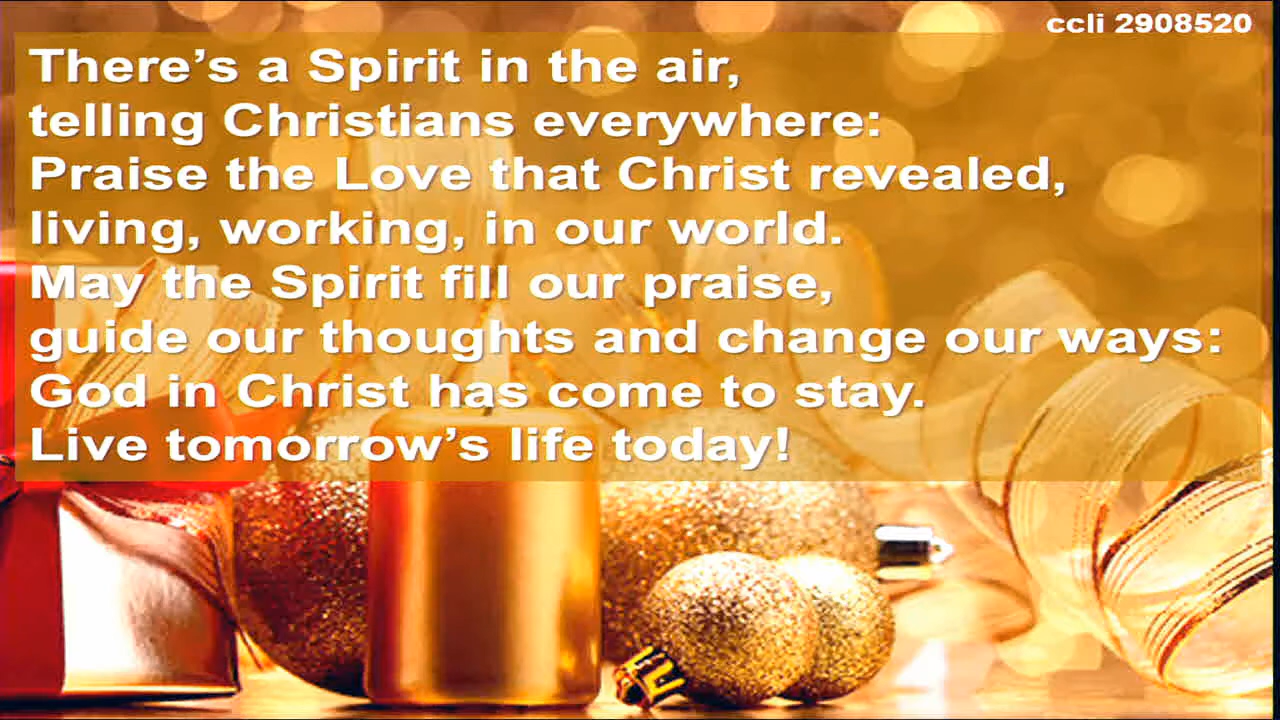 ccli 2908520
There’s a Spirit in the air,
telling Christians everywhere:
Praise the Love that Christ revealed,
living, working, in our world.
May the Spirit fill our praise,
guide our thoughts and change our ways:
God in Christ has come to stay.
Live tomorrow’s life today!